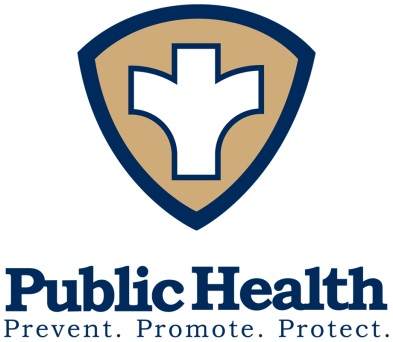 Public Health
Prevent. Promote. Protect.